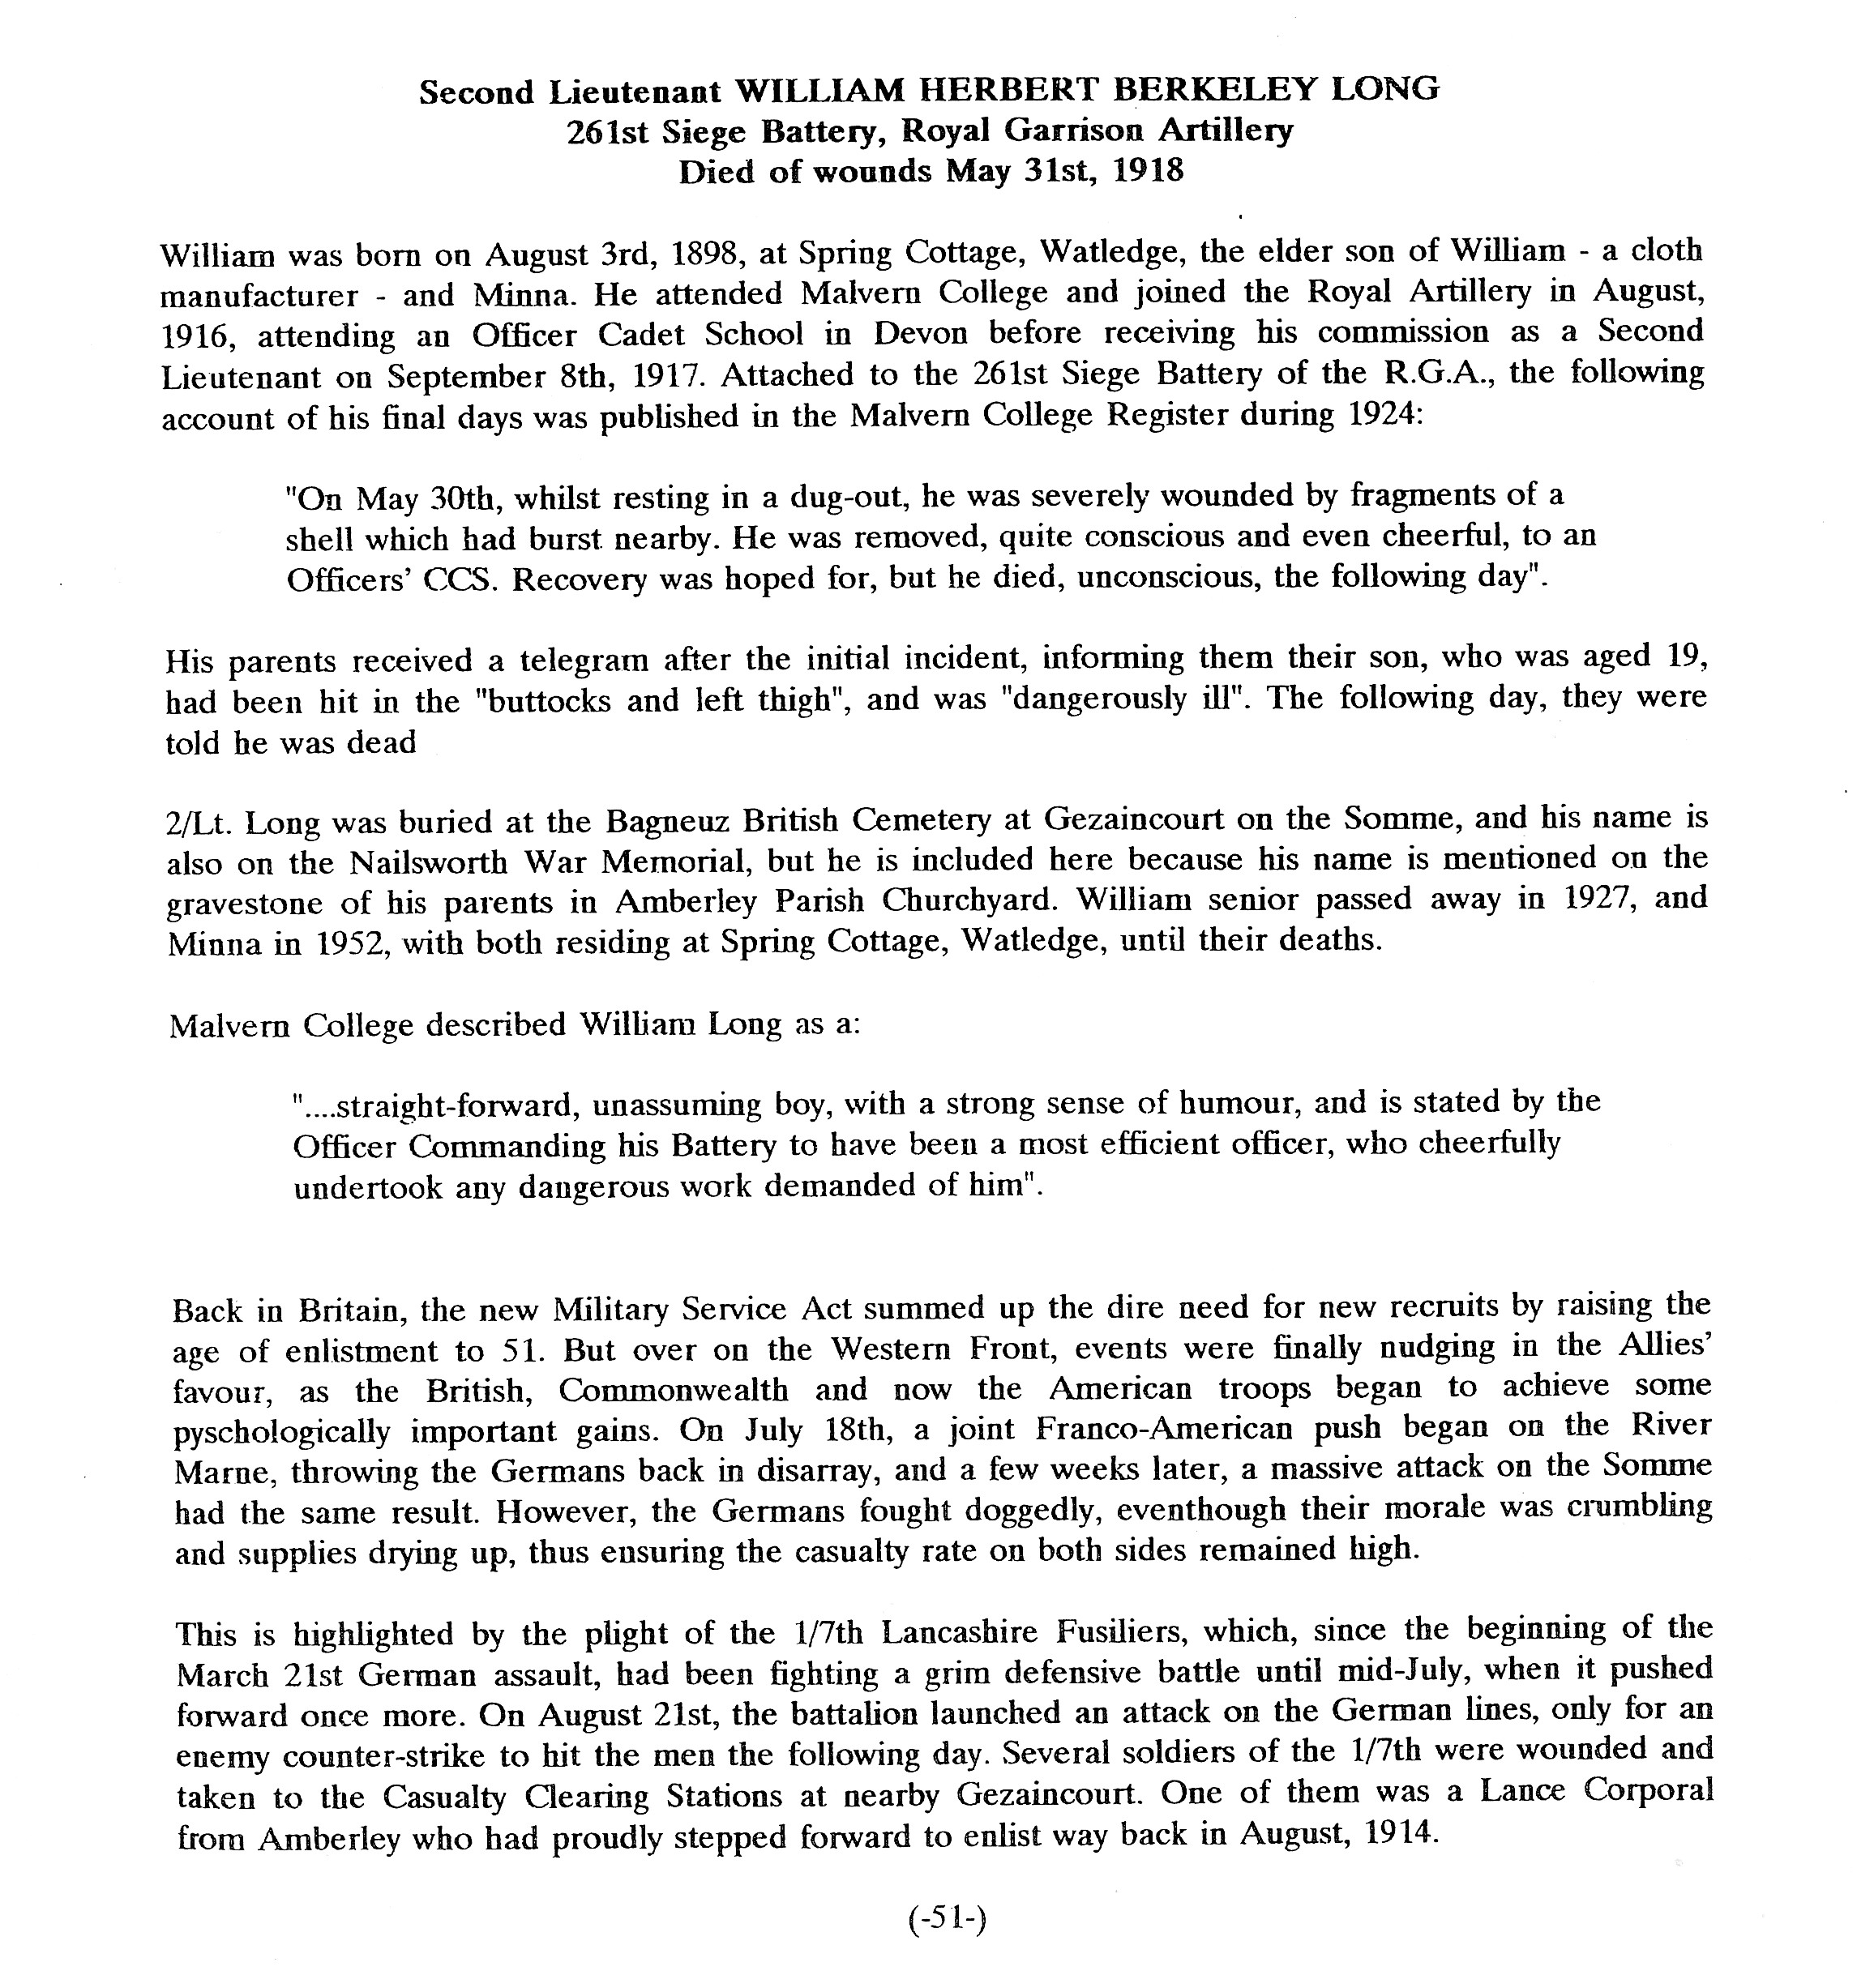 Second Lieutenant WILLIAM HERBERT BERKELEY LONG
261st Siege Battery, Royal Garrison Artillery
Died of wounds May 31st, 1918
William was born on August 3rd, 1898, at Spring Cottage, Watledge, the elder son of William - a cloth
manufacturer - and Minna. He attended Malvern College and joined the Royal Artillery in August,
1916, attending an Officer Cadet School in Devon before receiving his commission as a Second
Lieutenant on September 8th, 1917. Attached to the 261st Siege Battery of the R.G.A., the following
account of his final days was published in the Malvern College Register during 1924:
"On May 30th, whilst resting in a dug-out, he was severely wounded by fragments of a
shell which had burst nearby. He was removed, quite conscious and even cheerful, to an
Officers' CCS. Recovery was hoped for, but he died, unconscious, the following day".
His parents received a telegram after the initial incident, informing them their son, who was aged 19,
had been hit in the "buttocks and left thigh", and was "dangerously ill". The following day, they were
told he was dead
2/Lt. Long was buried at the Bagneuz British Cemetery at Gezaincourt on the Somme, and his name is
also on the Nailsworth War Memorial, but he is included here because his name is mentioned on the
gravestone of his parents in Amberley Parish Churchyard. William senior passed away in 1927, and
Minna in 1952, with both residing at Spring Cottage, Watledge, until their deaths.
Malvern College described William Long as a:
"....straight-forward, unassuming boy, with a strong sense of humour, and is stated by the
Officer Commanding his Battery to have been a most efficient officer, who cheerfully
undertook any dangerous work demanded of him".
Back in Britain, the new Military Service Act summed up the dire need for new recruits by raising the
age of enlistment to 51. But over on the Western Front, events were finally nudging in the Allies'
favour, as the British, Commonwealth and now the American troops began to achieve some
pyschologically important gains. On July 18th, a joint Franco-American push began on the River
Marne, throwing the Germans back in disarray, and a few weeks later, a massive attack on the Somme
had the same result. However, the Germans fought doggedly, eventhough their morale was crumbling
and supplies drying up, thus ensuring the casualty rate on both sides remained high.
This is highlighted by the plight of the 1/7th Lancashire Fusiliers, which, since the beginning of the
March 21st German assault, had been fighting a grim defensive battle until mid-July, when it pushed
forward once more. On August 21st, the battalion launched an attack on the German lines, only for an
enemy counter-strike to hit the men the following day. Several soldiers of the 1/7th were wounded and
taken to the Casualty Clearing Stations at nearby Gezaincourt. One of them was a Lance Corporal
from Amberley who had proudly stepped forward to enlist way back in August, 1914.
(-51-)